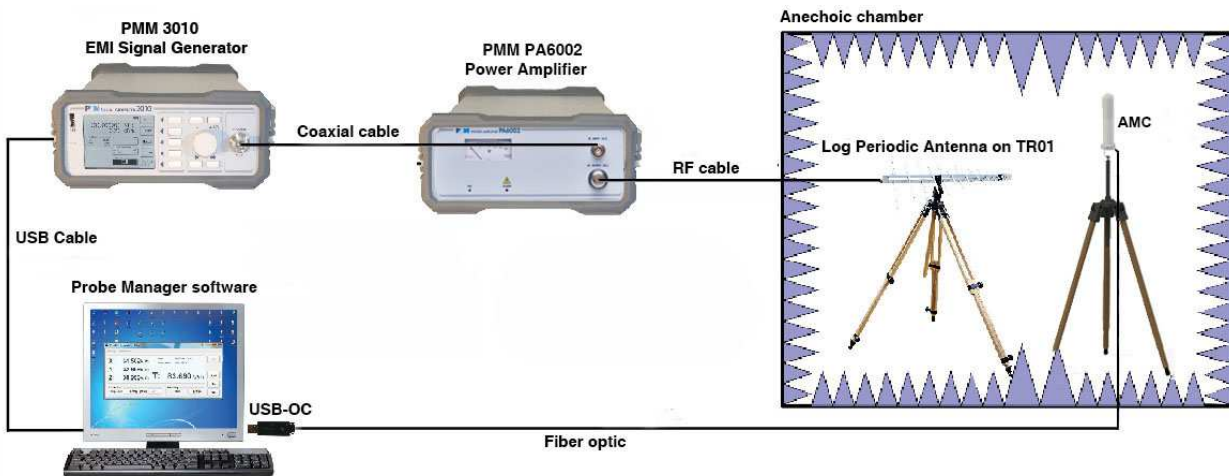 PMM 3010
EMI Signal Generator
PMM PA6002
Power Amplifier
Anechoic chamber
Coaxial cable
RF cable
Log Periodic Antenna on TR01
AMC
USB Cable
Probe Manager software
USB-OC
Fiber optic